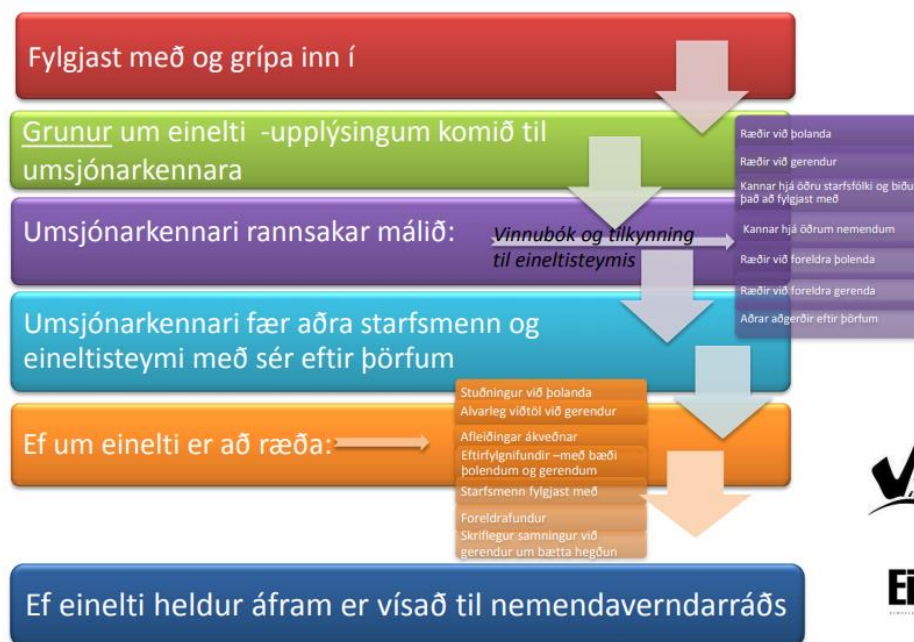 Fylgjast með og grípa inn í
Grunur um einelti -upplýsingum komið til
umsjónarkennara
Umsjónarkennari rannsakar málið:
Vinnubók og tilkynning
til eineltisteymis
Ræðir við þolanda
Ræðir við gerendur
Kannar hjá öðru starfsfólki og biðu
það að fylgjast með
Kannar hjá öðrum nemendum
Ræðir við foreldra þolenda
Ræðir við foreldra gerenda
Aðrar aðgerðir eftir þörfum
Umsjónarkennari fær aðra starfsmenn og
eineltisteymi með sér eftir þörfum
Ef um einelti er að ræða:
Stuðningur við þolanda
Alvarleg viðtöl við gerendur
Afleiðingar ákveðnar
Eftirfylgnifundir –með bæði
þolendum og gerendum
Starfsmenn fylgjast með
Foreldrafundur
Skriflegur samningur við
gerendur um bætta hegðun
Ef einelti heldur áfram er vísað til nemendaverndarráðs